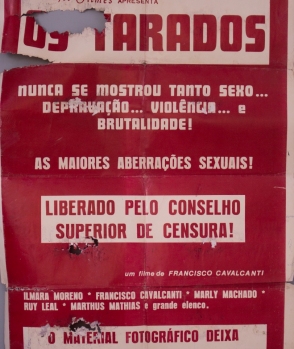 FILMES APRESENTA
OS TARADOS
NUNCA SE MOSTROU TANTO SEXO...
DEPRAVAÇÃO... VIOLÊNCIA... e
BRUTALIDADE!
AS MAIORES ABERRAÇÕES SEXUAIS!
LIBERADO PELO CONSELHO
SUPERIOR DE CENSURA!
um filme de FRANCISCO CAVALCANTI
ILMARA MORENO * FRANCISCO CAVALCANTI * MARLY MACHADO *
RUY LEAL * MARTHUS MATHIAS e grande elenco.
O MATERIAL FOTOGRÁFICO DEIXA